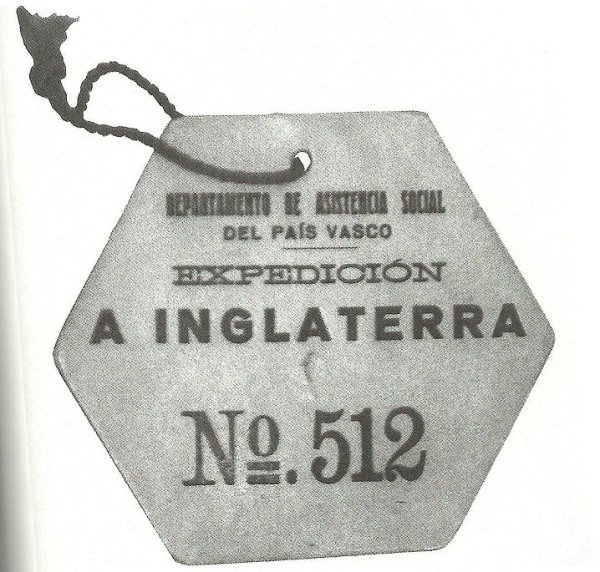 DEPARTAMENTO DE ASISTENCIA SOCIAL
DEL PAÍS VASCO
EXPEDICIÓN
A INGLATERRA
Nº. 512